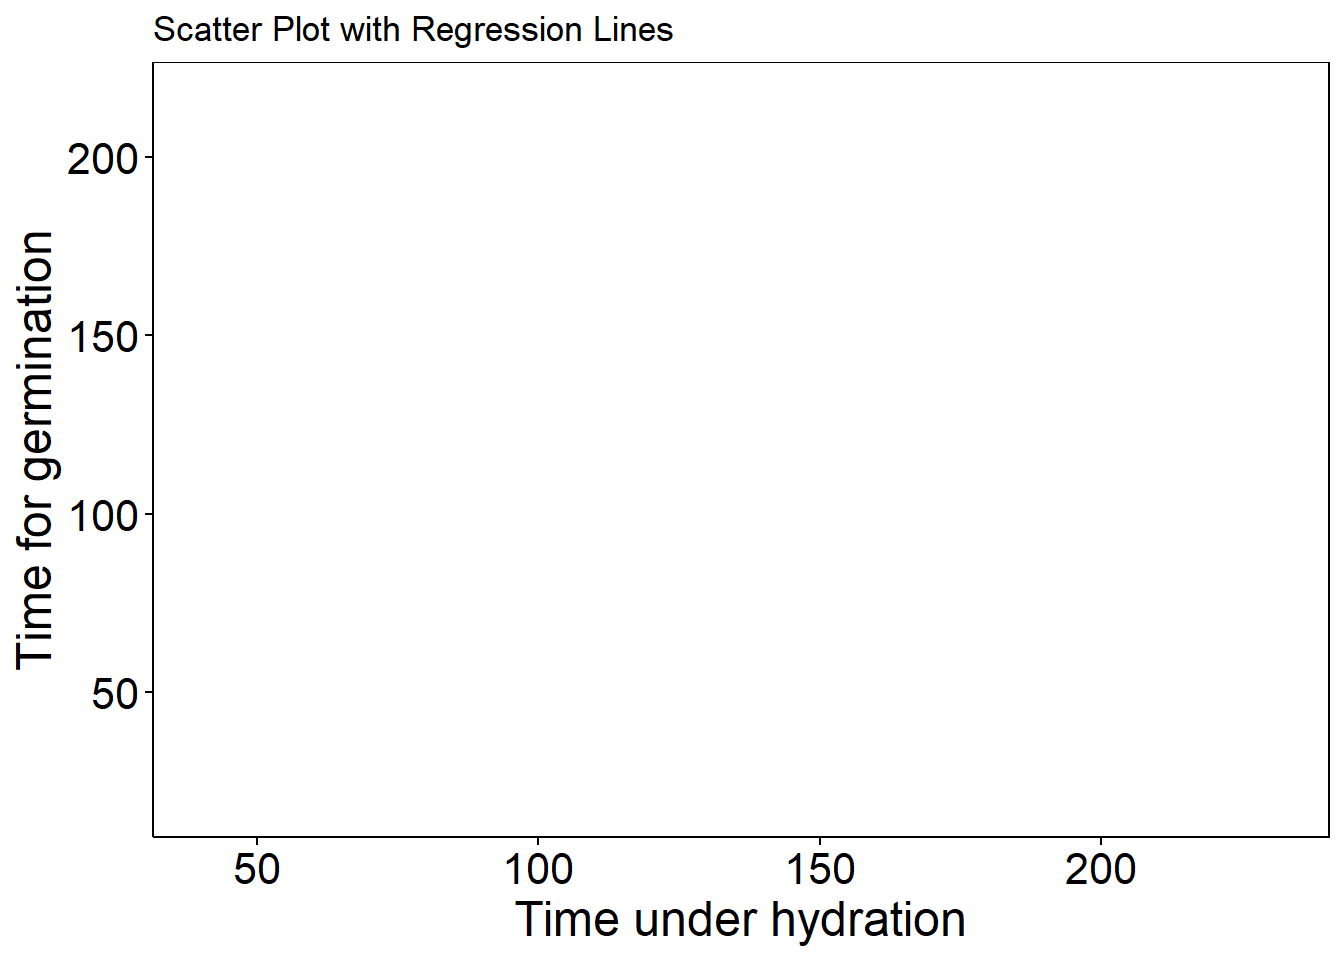 Scatter Plot with Regression Lines
200
150
100
50
Time for germination
50 100 150 200
Time under hydration